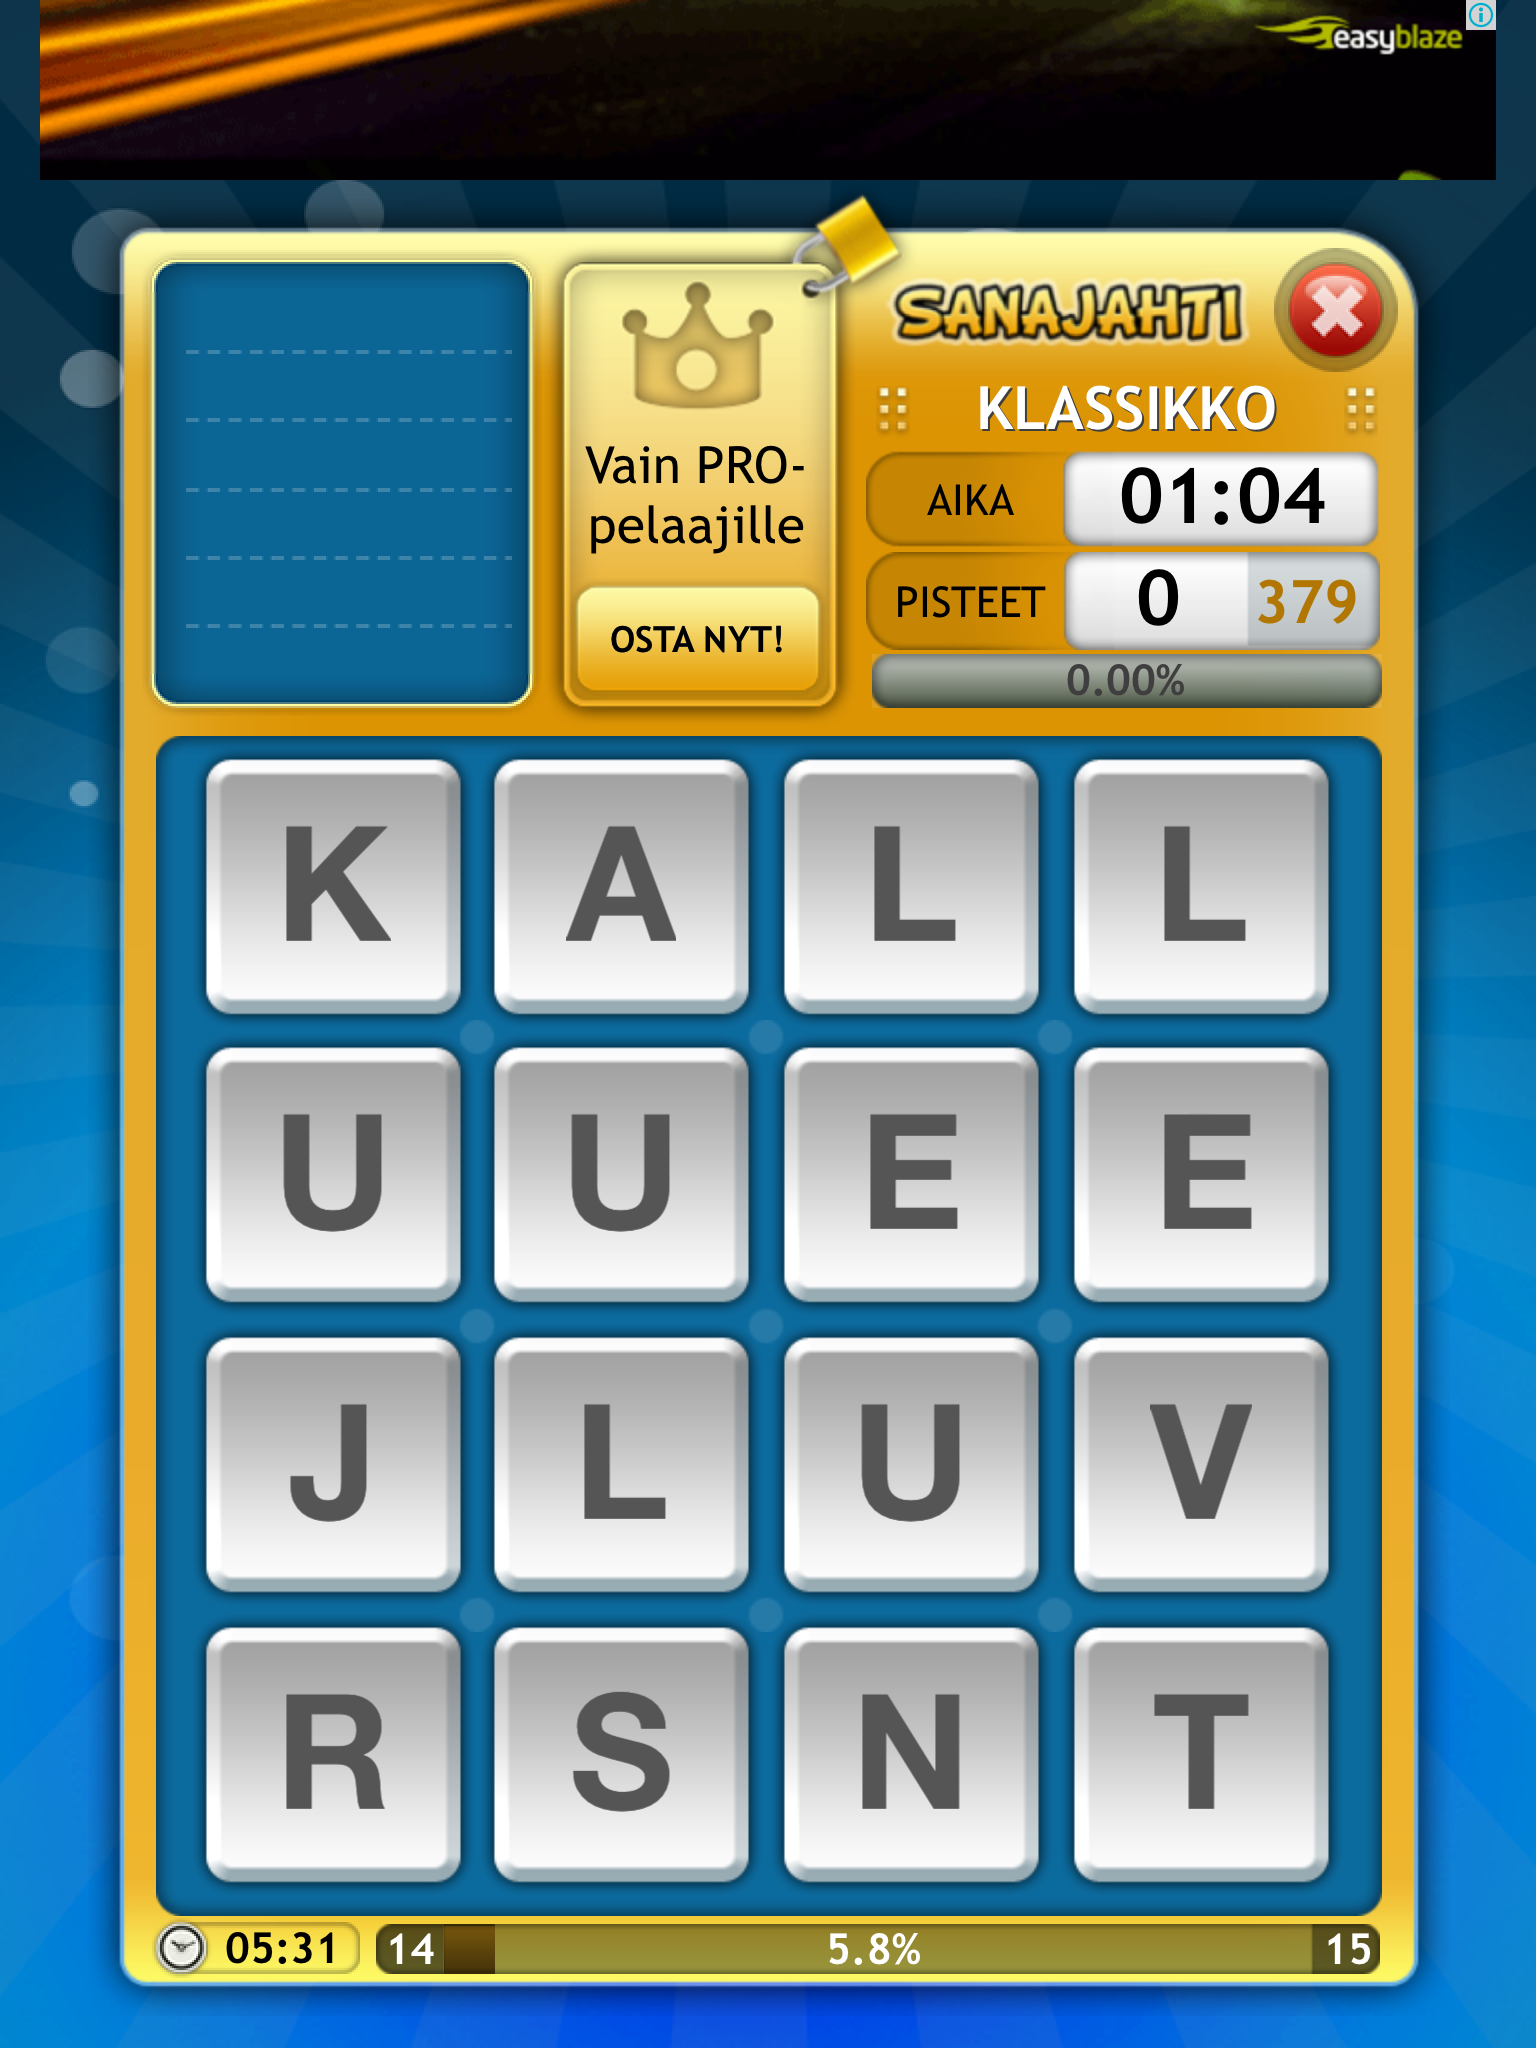 easyblaze
SANAJAHTI
KLASSIKKO
Vain PRO-
pelaajille
OSTA NYT!
AIKA 01:04
PISTEET 0 379
0.00%
K A L L
U U E E
J L U V
R S N T
05:31 14 5.8% 15